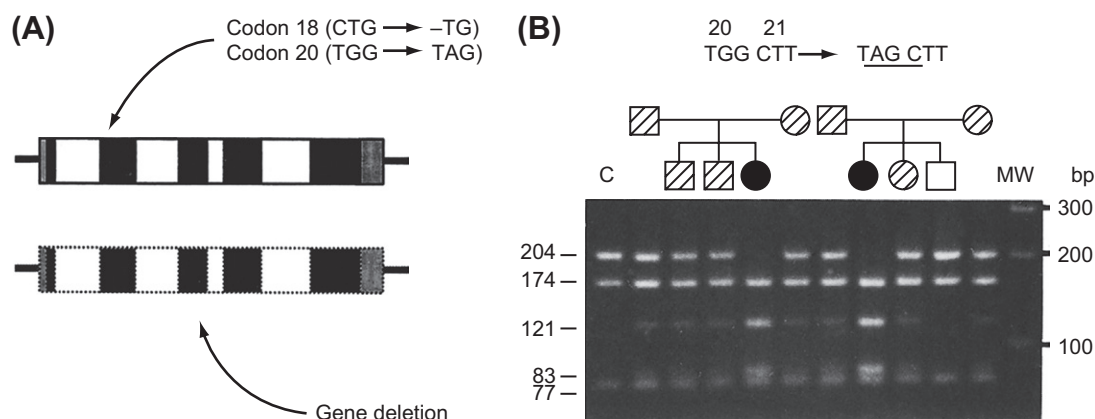 (A)
Codon 18 (CTG → –TG)
Codon 20 (TGG → TAG)
Gene deletion
(B)
20 21
TGG CTT → TAG CTT
C
MW
bp
300
204
200
174
121
100
83
77